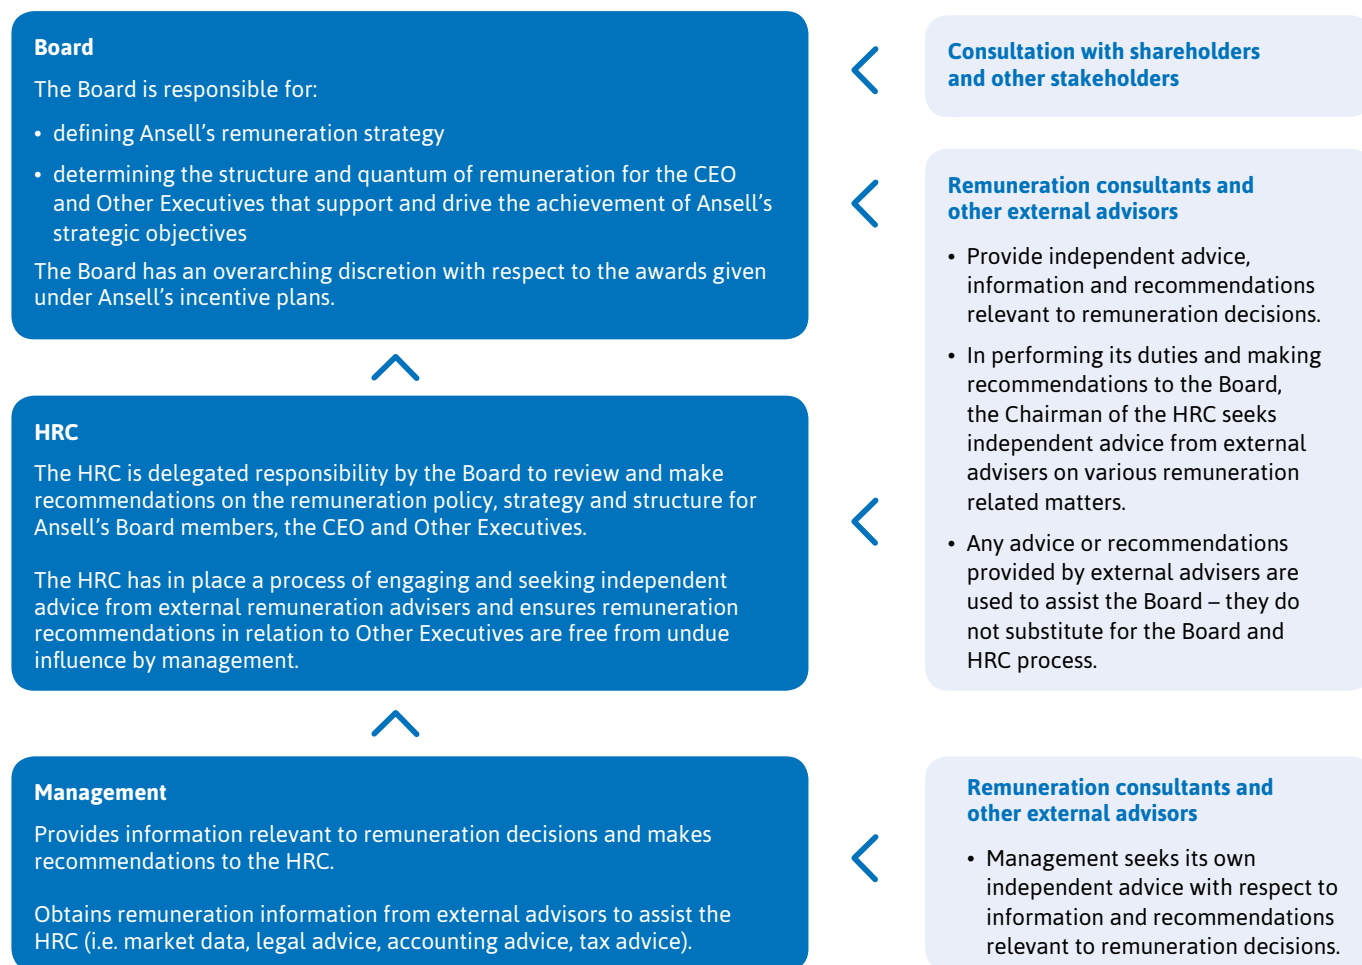 Board
The Board is responsible for:
• defining Ansell's remuneration strategy
• determining the structure and quantum of remuneration for the CEO
and Other Executives that support and drive the achievement of Ansell's
strategic objectives
The Board has an overarching discretion with respect to the awards given
under Ansell's incentive plans.
Consultation with shareholders
and other stakeholders
Remuneration consultants and
other external advisors
• Provide independent advice,
information and recommendations
relevant to remuneration decisions.
• In performing its duties and making
recommendations to the Board,
the Chairman of the HRC seeks
independent advice from external
advisers on various remuneration
related matters.
• Any advice or recommendations
provided by external advisers are
used to assist the Board – they do
not substitute for the Board and
HRC process.
HRC
The HRC is delegated responsibility by the Board to review and make
recommendations on the remuneration policy, strategy and structure for
Ansell's Board members, the CEO and Other Executives.
The HRC has in place a process of engaging and seeking independent
advice from external remuneration advisers and ensures remuneration
recommendations in relation to Other Executives are free from undue
influence by management.
Management
Provides information relevant to remuneration decisions and makes
recommendations to the HRC.
Obtains remuneration information from external advisors to assist the
HRC (i.e. market data, legal advice, accounting advice, tax advice).
Remuneration consultants and
other external advisors
• Management seeks its own
independent advice with respect to
information and recommendations
relevant to remuneration decisions.